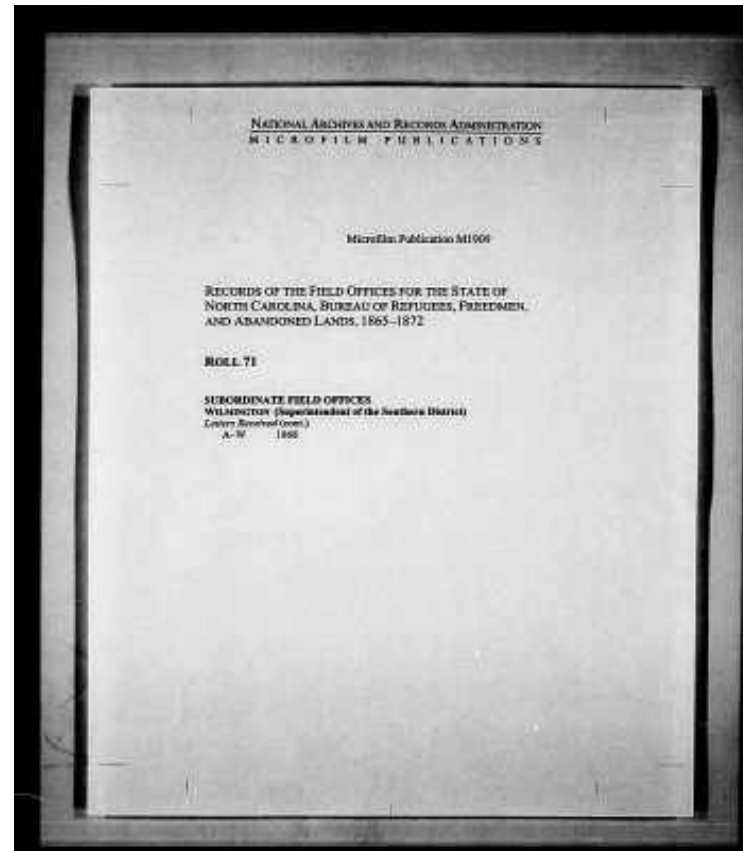 NATIONAL ARCHIVES AND RECORDS ADMINISTRATION
MICROFILM PUBLICATIONS
Microfilm Publication M1909
RECORDS OF THE FIELD OFFICES FOR THE STATE OF
NORTH CAROLINA, BUREAU OF REFUGEES, FREEDMEN,
AND ABANDONED LANDS, 1865–1872
ROLL 71
SUBORDINATE FIELD OFFICES
WILMINGTON (Superintendent of the Southern District)
Letters Received (cont.)
A–W 1868